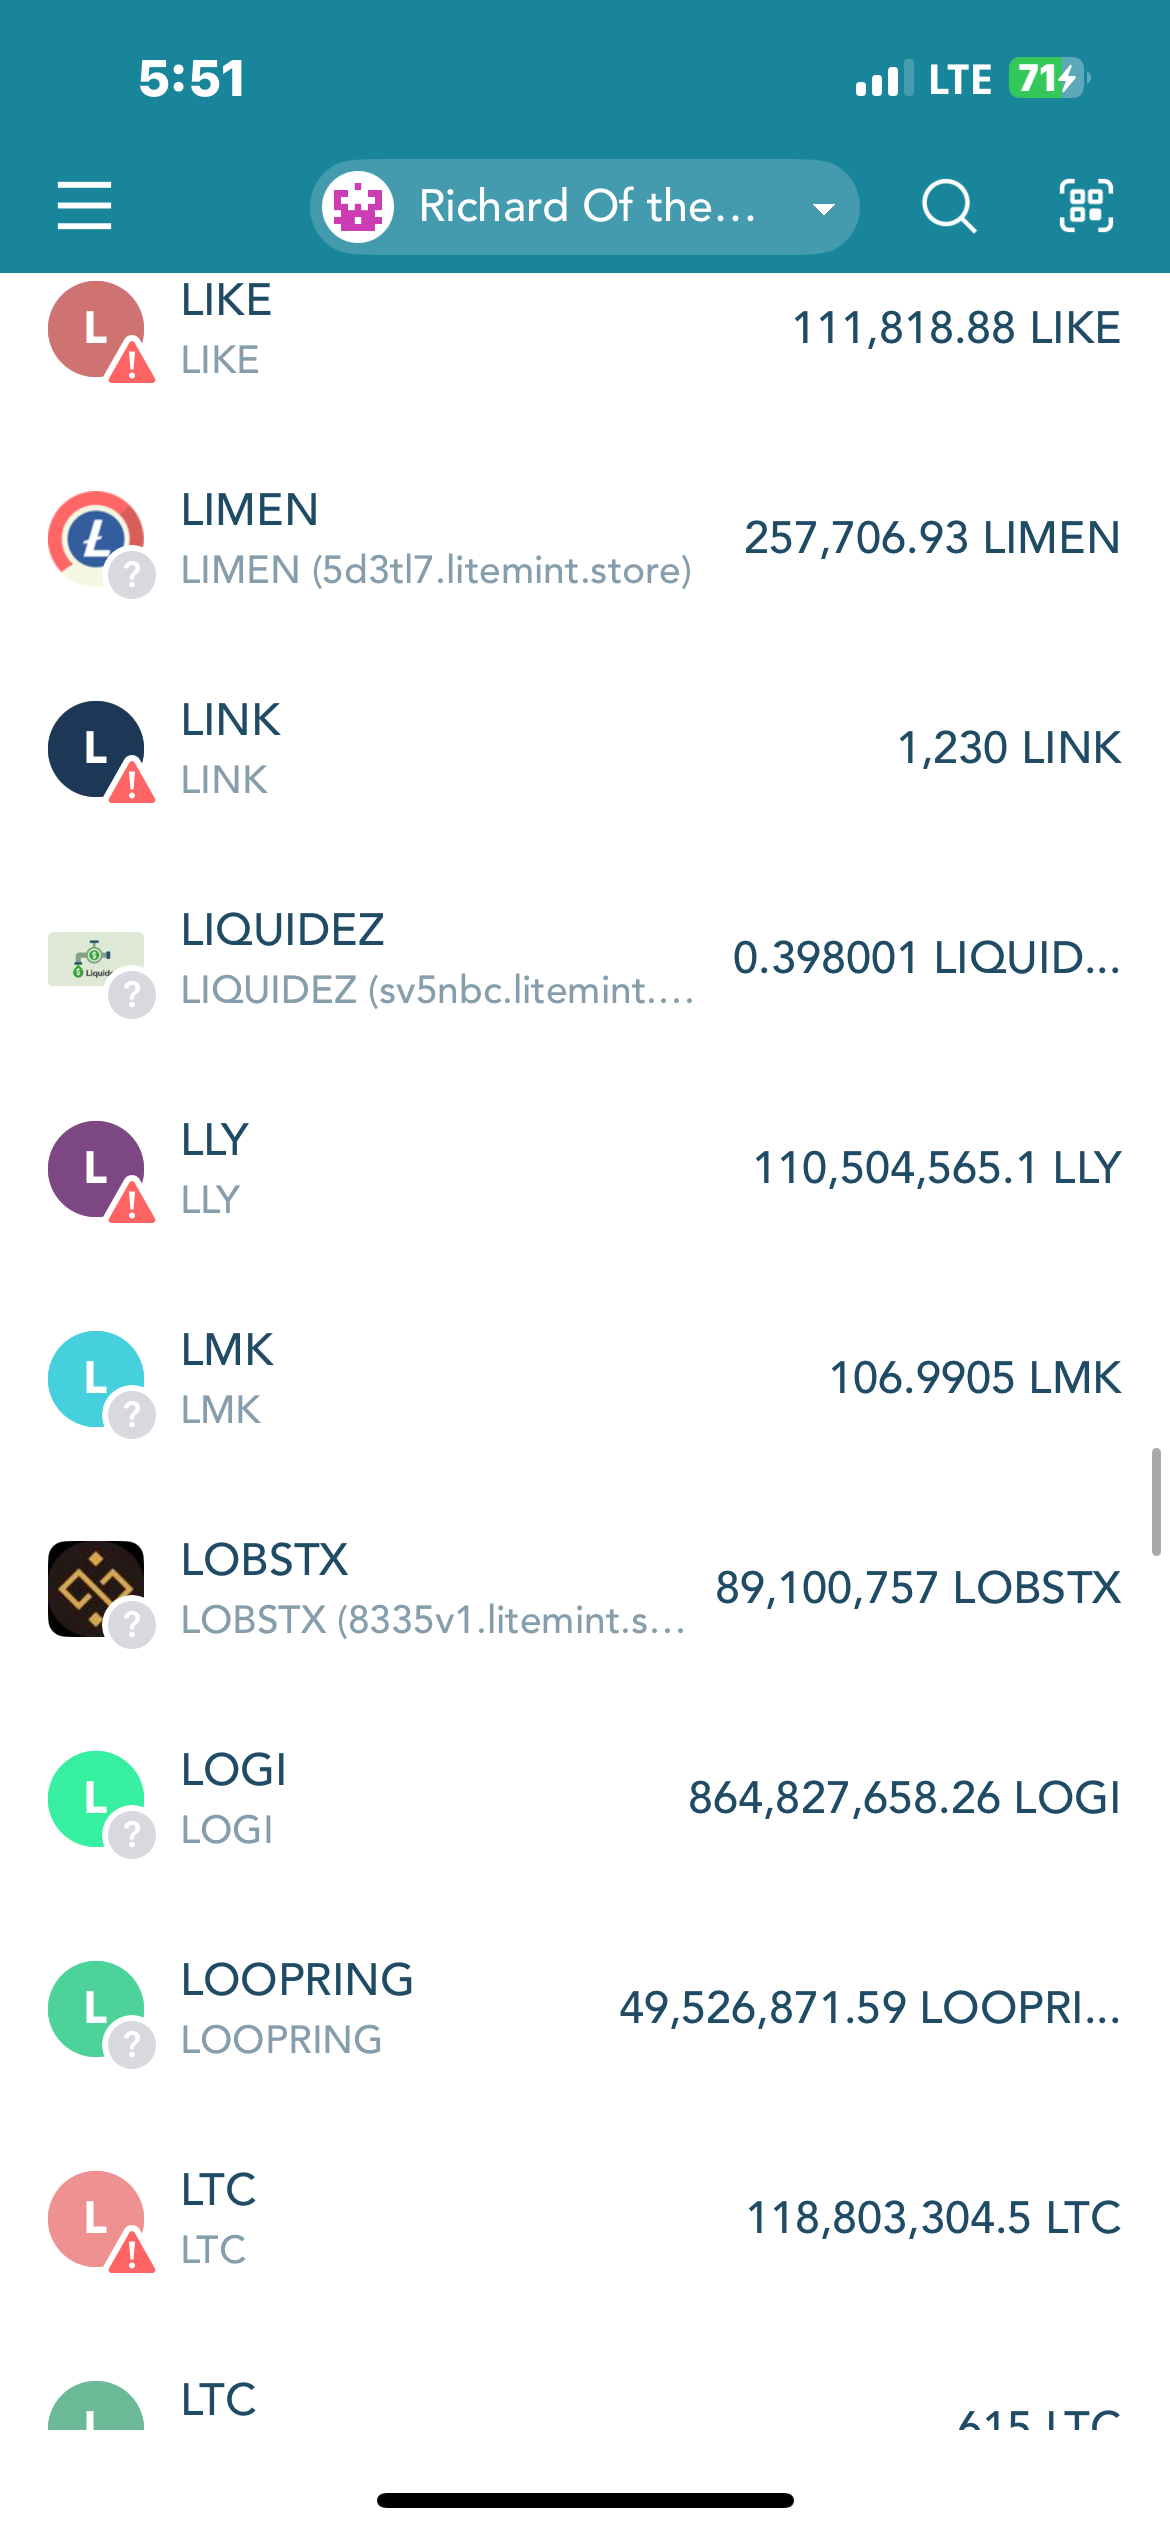 5:51
LTE 71
Richard Of the...
L
LIKE
LIKE
111,818.88 LIKE
Ł
?
LIMEN
LIMEN (5d3tl7.litemint.store)
257,706.93 LIMEN
L
LINK
LINK
1,230 LINK
Liquide
?
LIQUIDEZ
LIQUIDEZ (sv5nbc.litemint....
0.398001 LIQUID...
L
LLY
LLY
110,504,565.1 LLY
L
?
LMK
LMK
106.9905 LMK
?
LOBSTX
LOBSTX (8335v1.litemint.s...
89,100,757 LOBSTX
L
?
LOGI
LOGI
864,827,658.26 LOGI
L
?
LOOPRING
LOOPRING
49,526,871.59 LOOPRI...
L
LTC
LTC
118,803,304.5 LTC
L
LTC
615 LTC